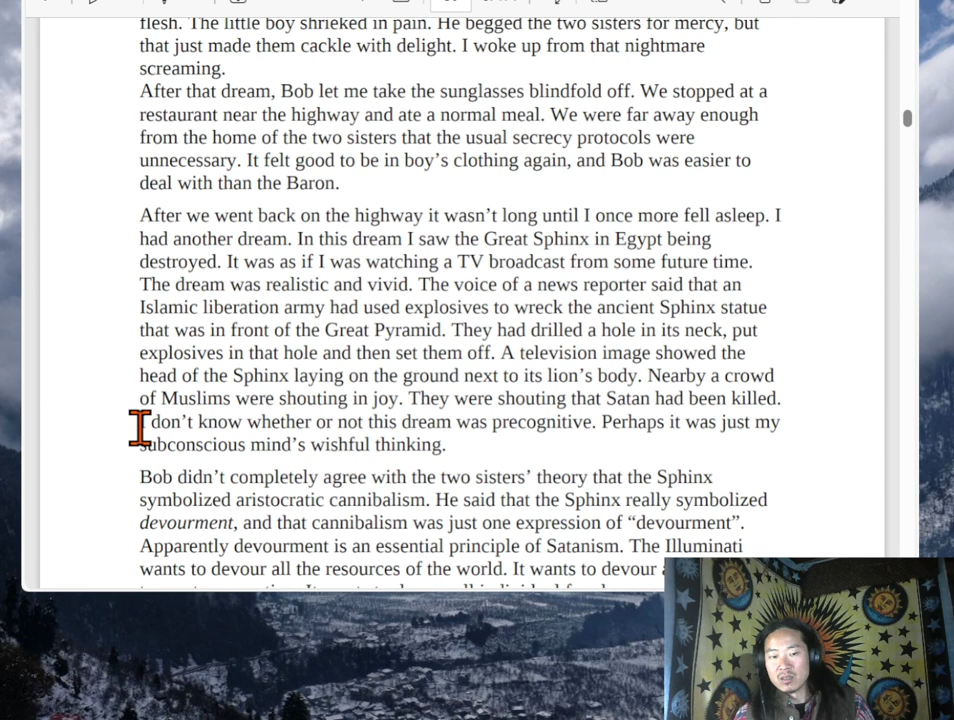 flesh. The little boy shrieked in pain. He begged the two sisters for mercy, but
that just made them cackle with delight. I woke up from that nightmare
screaming.
After that dream, Bob let me take the sunglasses blindfold off. We stopped at a
restaurant near the highway and ate a normal meal. We were far away enough
from the home of the two sisters that the usual secrecy protocols were
unnecessary. It felt good to be in boy’s clothing again, and Bob was easier to
deal with than the Baron.
After we went back on the highway it wasn’t long until I once more fell asleep. I
had another dream. In this dream I saw the Great Sphinx in Egypt being
destroyed. It was as if I was watching a TV broadcast from some future time.
The dream was realistic and vivid. The voice of a news reporter said that an
Islamic liberation army had used explosives to wreck the ancient Sphinx statue
that was in front of the Great Pyramid. They had drilled a hole in its neck, put
explosives in that hole and then set them off. A television image showed the
head of the Sphinx laying on the ground next to its lion’s body. Nearby a crowd
of Muslims were shouting in joy. They were shouting that Satan had been killed.
I don’t know whether or not this dream was precognitive. Perhaps it was just my
subconscious mind’s wishful thinking.
Bob didn’t completely agree with the two sisters’ theory that the Sphinx
symbolized aristocratic cannibalism. He said that the Sphinx really symbolized
devourment, and that cannibalism was just one expression of “devourment”.
Apparently devourment is an essential principle of Satanism. The Illuminati
wants to devour all the resources of the world. It wants to devour